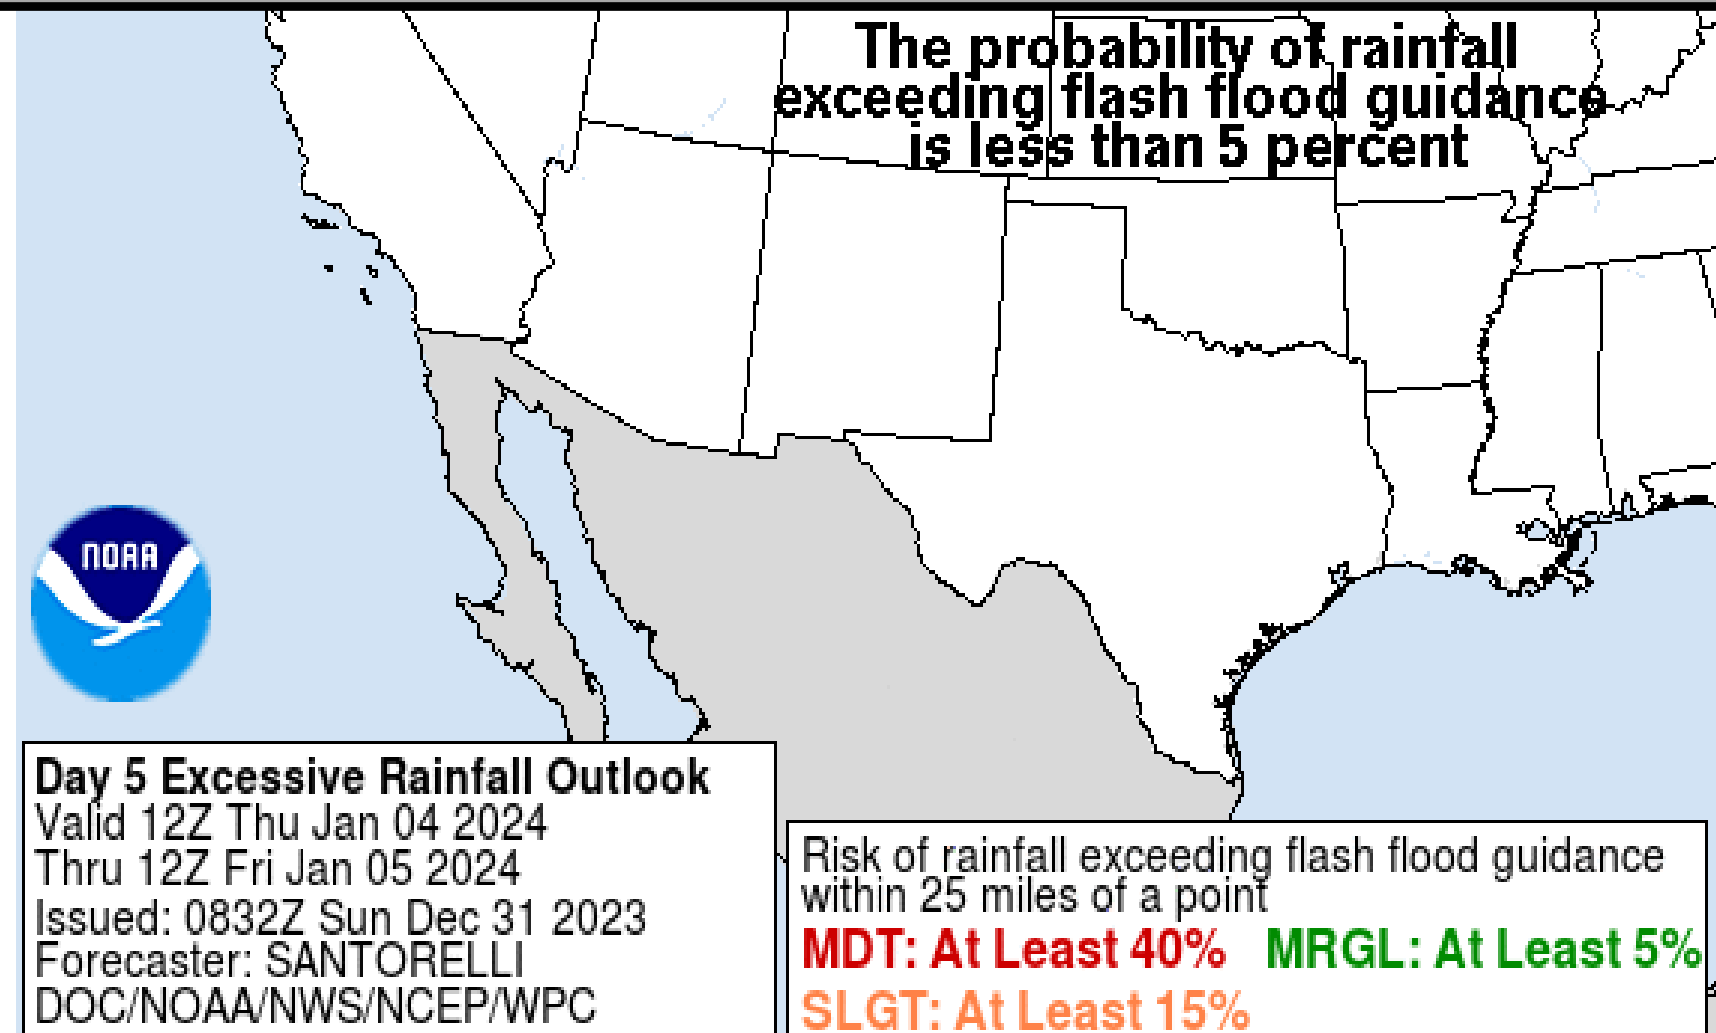 The probability of rainfall
exceeding flash flood guidance
is less than 5 percent
NOAA
Day 5 Excessive Rainfall Outlook
Valid 12Z Thu Jan 04 2024
Thru 12Z Fri Jan 05 2024
Issued: 0832Z Sun Dec 31 2023
Forecaster: SANTORELLI
DOC/NOAA/NWS/NCEP/WPC
Risk of rainfall exceeding flash flood guidance
within 25 miles of a point
MDT: At Least 40% MRGL: At Least 5%
SLGT: At Least 15%